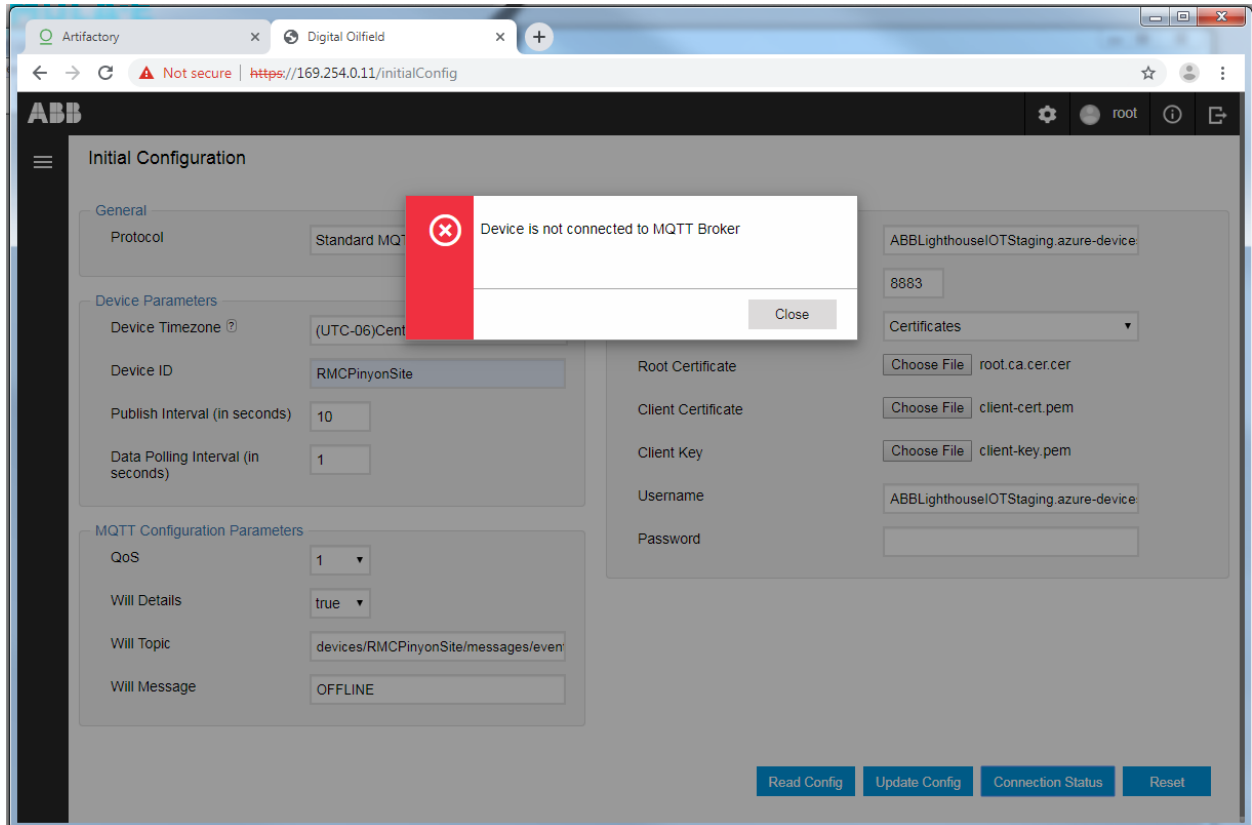 Artifactory
Digital Oilfield
Not secure | https://169.254.0.11/initialConfig
ABB
root
Initial Configuration
General
Protocol
Standard MQT
Device is not connected to MQTT Broker
Close
ABBLighthouseIOTStaging.azure-device
8883
Certificates
Device Parameters
Device Timezone ?
(UTC-06)Cent
Device ID
RMCPinyonSite
Publish Interval (in seconds)
10
Data Polling Interval (in
seconds)
1
Root Certificate
Choose File root.ca.cer.cer
Client Certificate
Choose File client-cert.pem
Client Key
Choose File client-key.pem
Username
ABBLighthouseIOTStaging.azure-device
Password
MQTT Configuration Parameters
QoS
1
Will Details
true
Will Topic
devices/RMCPinyonSite/messages/even
Will Message
OFFLINE
Read Config
Update Config
Connection Status
Reset